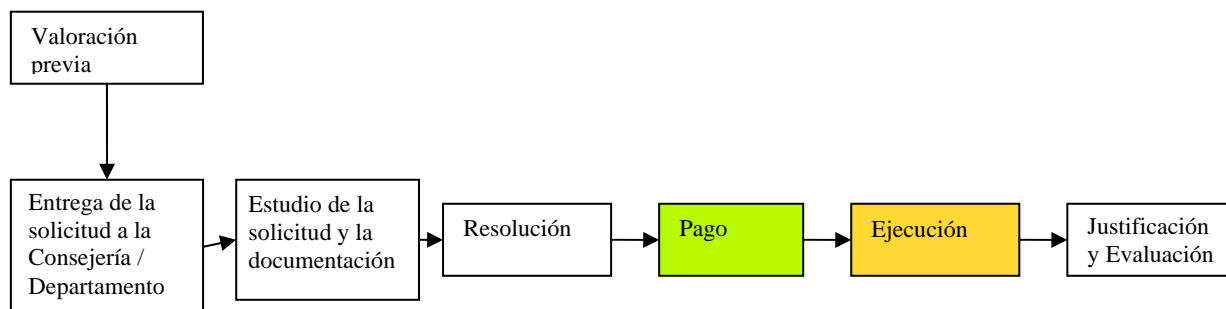 Valoración
previa
Entrega de la
solicitud a la
Consejería /
Departamento
Estudio de la
solicitud y la
documentación
Resolución
Pago
Ejecución
Justificación
y Evaluación